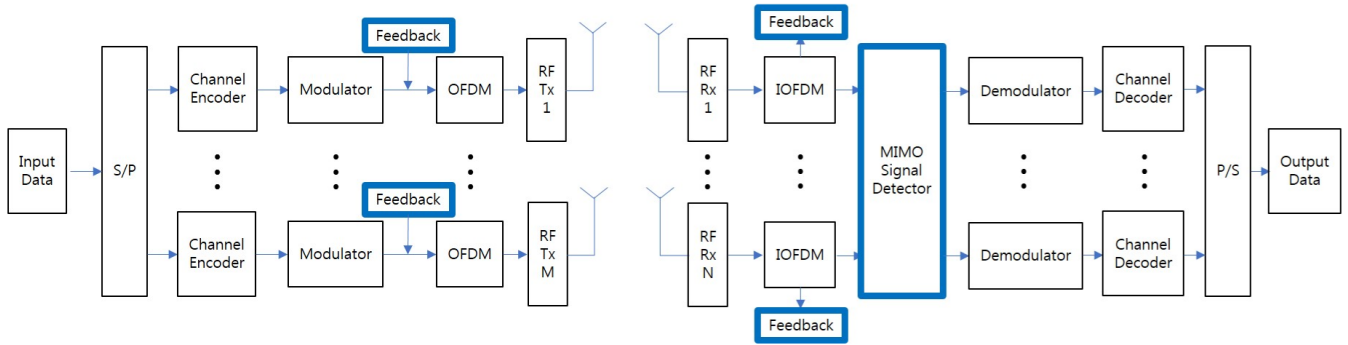 Feedback
Channel
Encoder
Modulator
OFDM
RF
Tx
1
RF
Rx
1
Feedback
IOFDM
Demodulator
Channel
Decoder
Input
Data
S/P
MIMO
Signal
Detector
P/S
Output
Data
Feedback
Channel
Encoder
Modulator
OFDM
RF
Tx
M
RF
Rx
N
IOFDM
Demodulator
Channel
Decoder
Feedback